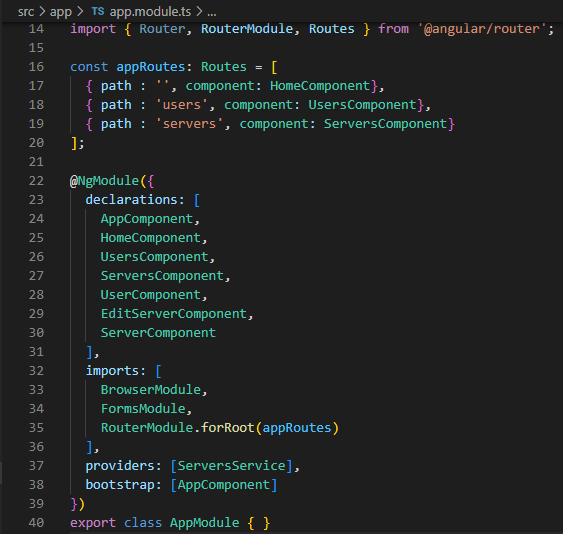 src > app > TS app.module.ts > ...
14 import { Router, RouterModule, Routes } from '@angular/router';
15
16 const appRoutes: Routes = [
17   { path : '', component: HomeComponent},
18   { path : 'users', component: UsersComponent},
19   { path : 'servers', component: ServersComponent}
20 ];
21
22 @NgModule({
23   declarations: [
24     AppComponent,
25     HomeComponent,
26     UsersComponent,
27     ServersComponent,
28     UserComponent,
29     EditServerComponent,
30     ServerComponent
31   ],
32   imports: [
33     BrowserModule,
34     FormsModule,
35     RouterModule.forRoot(appRoutes)
36   ],
37   providers: [ServersService],
38   bootstrap: [AppComponent]
39 })
40 export class AppModule { }